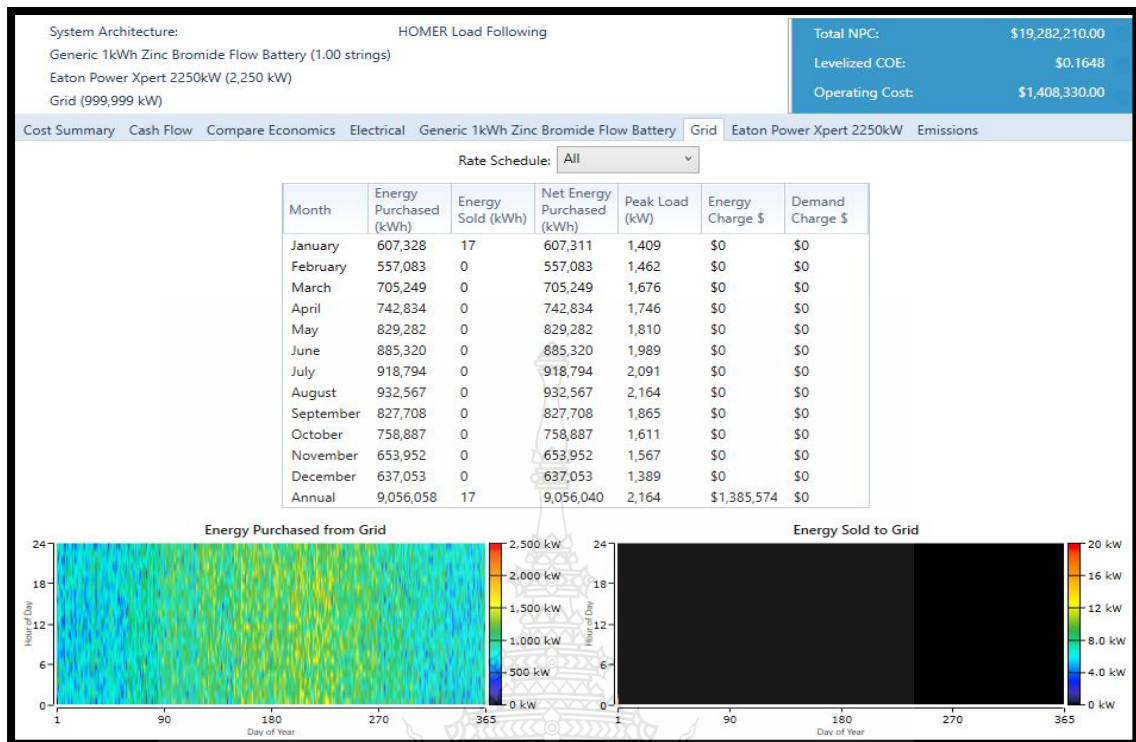 System Architecture: HOMER Load Following
Generic 1kWh Zinc Bromide Flow Battery (1.00 strings)
Eaton Power Xpert 2250kW (2,250 kW)
Grid (999,999 kW)
Total NPC: $19,282,210.00
Levelized COE: $0.1648
Operating Cost: $1,408,330.00
Cost Summary Cash Flow Compare Economics Electrical Generic 1kWh Zinc Bromide Flow Battery Grid Eaton Power Xpert 2250kW Emissions
Rate Schedule: All
Month Energy Purchased (kWh) Energy Sold (kWh) Net Energy Purchased (kWh) Peak Load (kW) Energy Charge $ Demand Charge $
January 607,328 17 607,311 1,409 $0 $0
February 557,083 0 557,083 1,462 $0 $0
March 705,249 0 705,249 1,676 $0 $0
April 742,834 0 742,834 1,746 $0 $0
May 829,282 0 829,282 1,810 $0 $0
June 885,320 0 885,320 1,989 $0 $0
July 918,794 0 918,794 2,091 $0 $0
August 932,567 0 932,567 2,164 $0 $0
September 827,708 0 827,708 1,865 $0 $0
October 758,887 0 758,887 1,611 $0 $0
November 653,952 0 653,952 1,567 $0 $0
December 637,053 0 637,053 1,389 $0 $0
Annual 9,056,058 17 9,056,040 2,164 $1,385,574 $0
Energy Purchased from Grid
24
18
12
6
0
Hour of Day
1 90 180 270 365
Day of Year
2,500 kW
2,000 kW
1,500 kW
1,000 kW
500 kW
0 kW
Energy Sold to Grid
24
18
12
6
0
Hour of Day
1 90 180 270 365
Day of Year
20 kW
16 kW
12 kW
8.0 kW
4.0 kW
0 kW